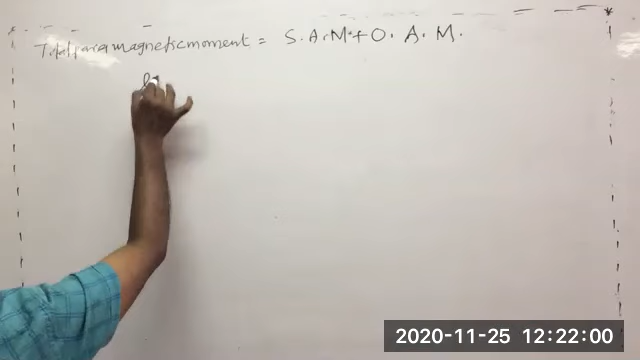 Total paramagnetic moment = S.A.M + O.A.M.
2020-11-25 12:22:00